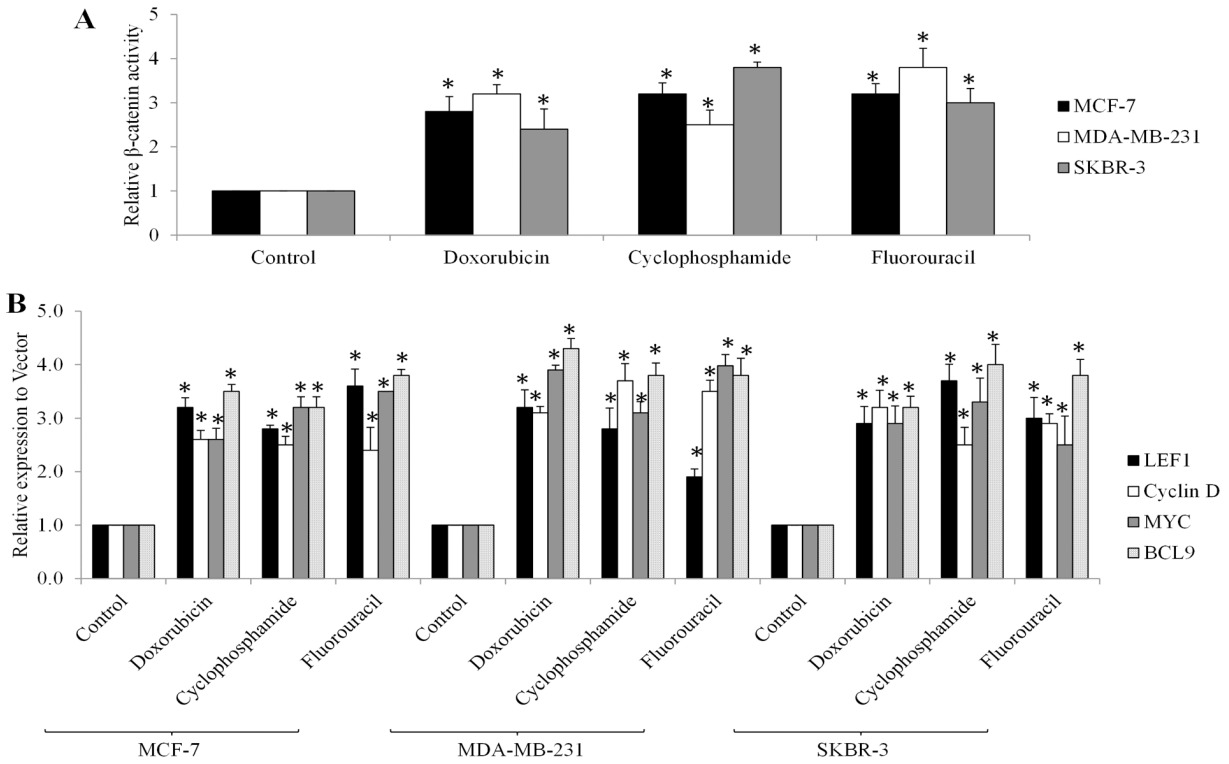 A
Relative β-catenin activity
5
4
3
2
1
0
*
*
*
*
*
*
*
*
*
Control
Doxorubicin
Cyclophosphamide
Fluorouracil
MCF-7
MDA-MB-231
SKBR-3
B
Relative expression to Vector
5.0
4.0
3.0
2.0
1.0
0.0
* * * *
* * * *
* * * *
* * * *
* * * *
* * * *
* * * *
* * * *
* * * *
LEF1
Cyclin D
MYC
BCL9
Control
Doxorubicin
Cyclophosphamide
Fluorouracil
Control
Doxorubicin
Cyclophosphamide
Fluorouracil
Control
Doxorubicin
Cyclophosphamide
Fluorouracil
MCF-7
MDA-MB-231
SKBR-3